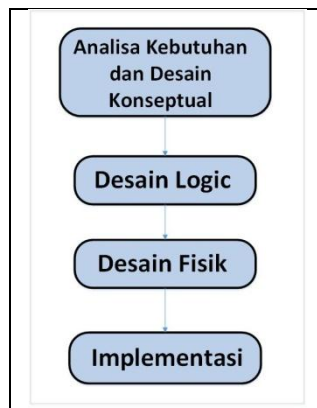 Analisa Kebutuhan
dan Desain
Konseptual
Desain Logic
Desain Fisik
Implementasi